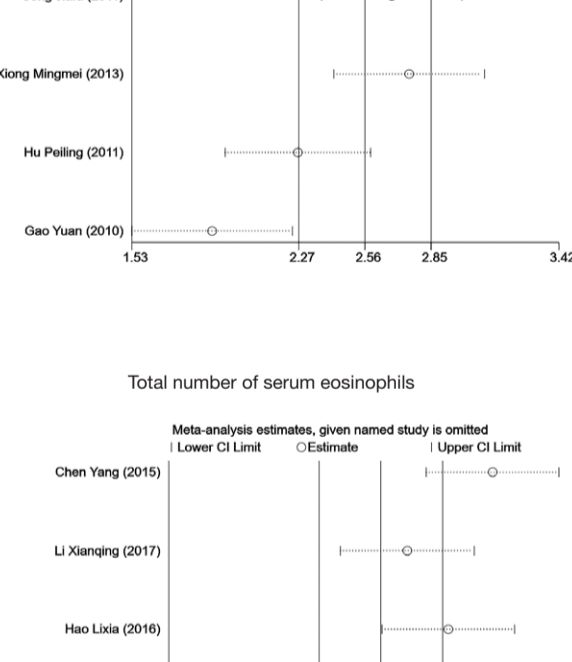 Xiong Mingmei (2013)
Hu Peiling (2011)
Gao Yuan (2010)
1.53 2.27 2.56 2.85 3.42
Total number of serum eosinophils
Meta-analysis estimates, given named study is omitted
| Lower CI Limit ○Estimate | Upper CI Limit
Chen Yang (2015)
Li Xianqing (2017)
Hao Lixia (2016)